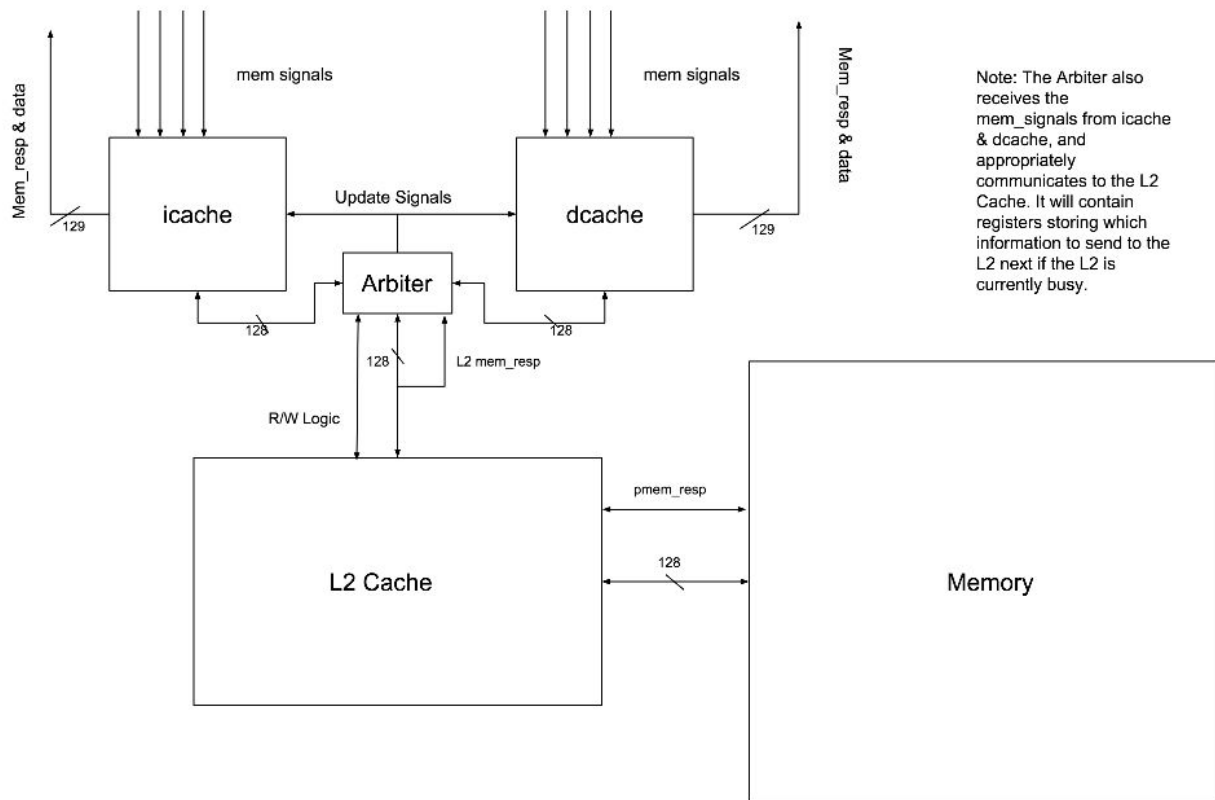 mem signals
mem signals
Mem_resp & data
Mem_resp & data
Note: The Arbiter also
receives the
mem_signals from icache
& dcache, and
appropriately
communicates to the L2
Cache. It will contain
registers storing which
information to send to the
L2 next if the L2 is
currently busy.
icache
Update Signals
dcache
129
129
Arbiter
128
128
128
L2 mem_resp
R/W Logic
pmem_resp
128
L2 Cache
Memory